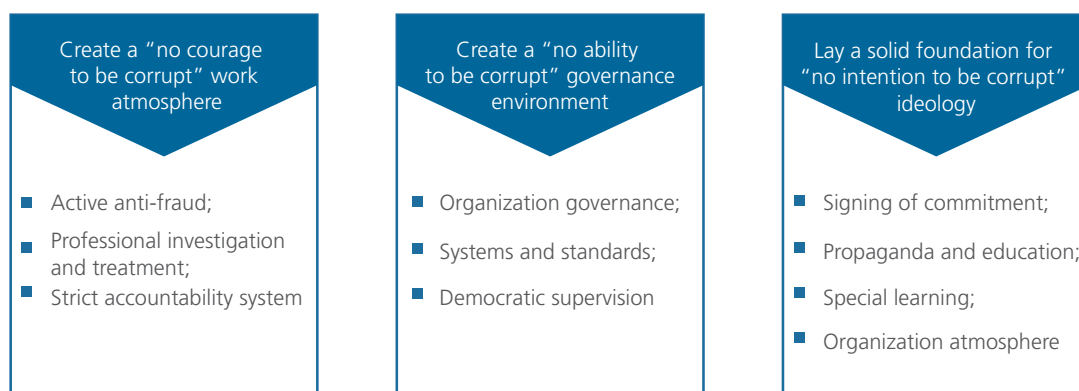 Create a “no courage
to be corrupt” work
atmosphere
Active anti-fraud;
Professional investigation
and treatment;
Strict accountability system
Create a “no ability
to be corrupt” governance
environment
Organization governance;
Systems and standards;
Democratic supervision
Lay a solid foundation for
“no intention to be corrupt”
ideology
Signing of commitment;
Propaganda and education;
Special learning;
Organization atmosphere